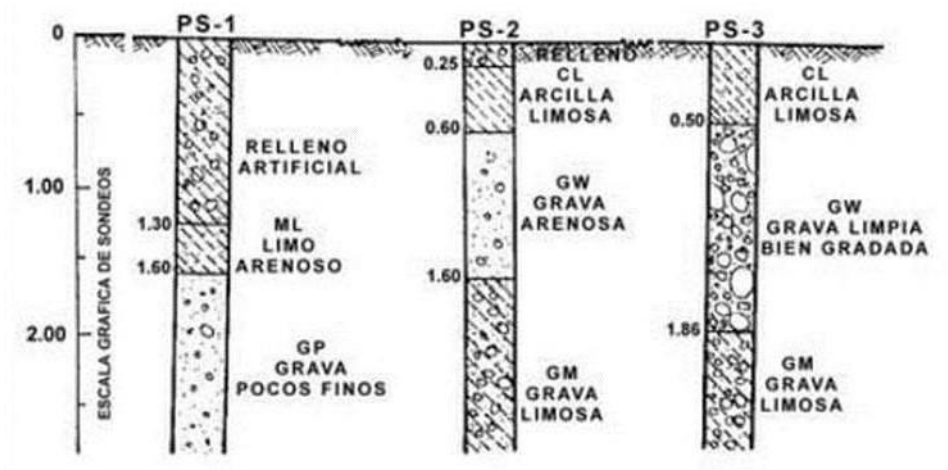 PS-1
PS-2
PS-3
0
1.00
2.00
ESCALA GRAFICA DE SONDEOS
RELLENO
ARTIFICIAL
1.30
ML
LIMO
ARENOSO
1.60
GP
GRAVA
POCOS FINOS
RELLENO
0.25
CL
ARCILLA
LIMOSA
0.60
GW
GRAVA
ARENOSA
1.60
GM
GRAVA
LIMOSA
CL
ARCILLA
LIMOSA
0.50
GW
GRAVA LIMPIA
BIEN GRADADA
1.86
GM
GRAVA
LIMOSA